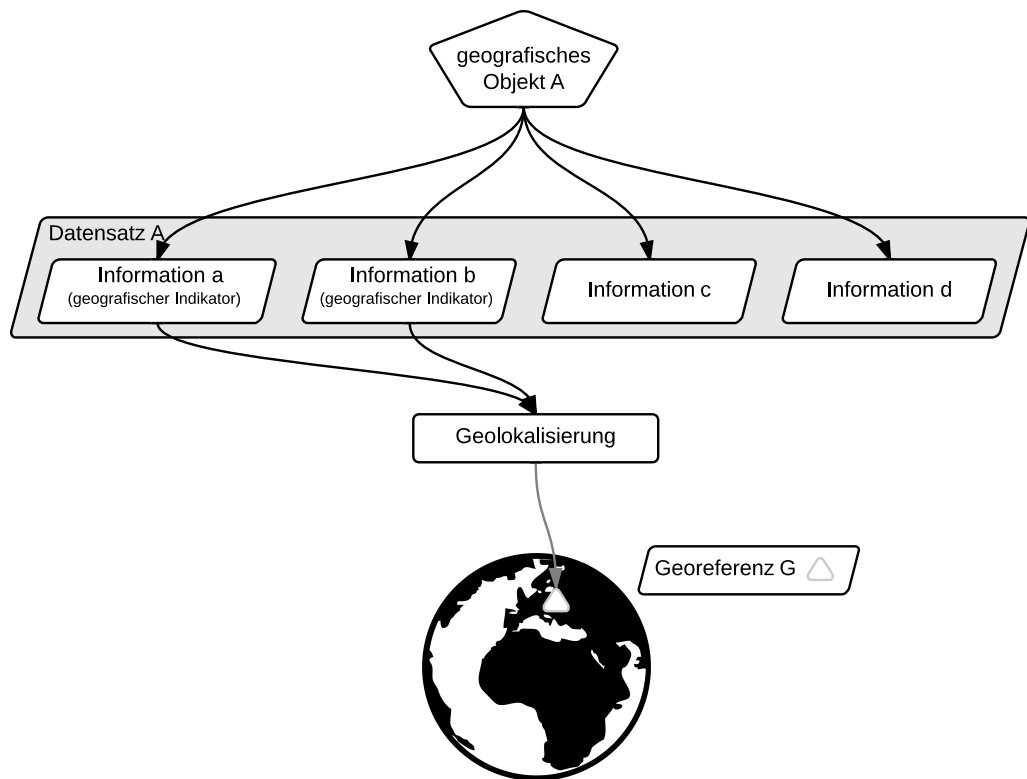 geografisches
Objekt A
Datensatz A
Information a
(geografischer Indikator)
Information b
(geografischer Indikator)
Information c
Information d
Geolokalisierung
Georeferenz G